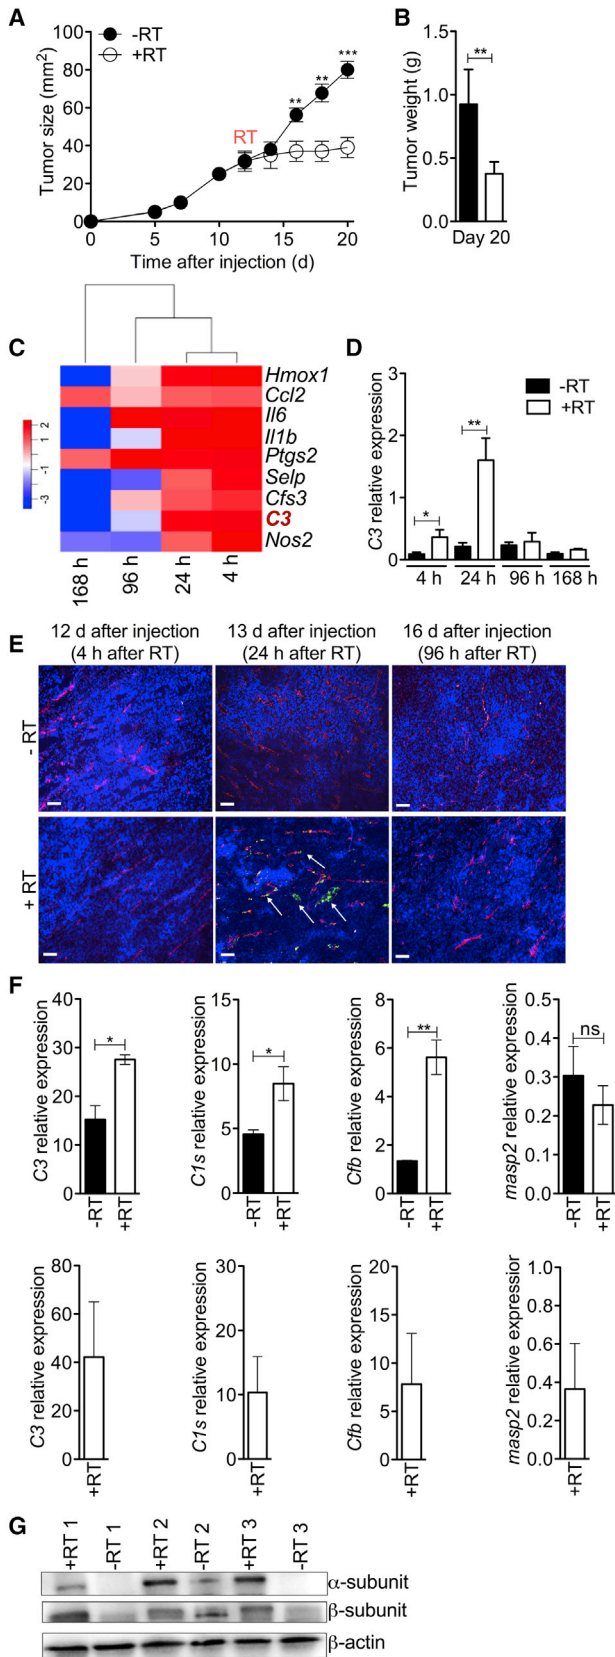 A
-RT
+RT
Tumor size (mm2)
100
80
60
40
20
0
RT
**
**
***
0 5 10 15 20
Time after injection (d)
B
Tumor weight (g)
1.5
1.0
0.5
0.0
**
Day 20
C
2
1
-1
-3
Hmox1
Ccl2
Il6
Il1b
Ptgs2
Selp
Cfs3
C3
Nos2
168 h
96 h
24 h
4 h
D
-RT
+RT
C3 relative expression
3
2
1
0
*
**
4 h 24 h 96 h 168 h
E
12 d after injection
(4 h after RT)
13 d after injection
(24 h after RT)
16 d after injection
(96 h after RT)
- RT
+ RT
F
C3 relative expression
40
30
20
10
0
*
-RT
+RT
C1s relative expression
15
10
5
0
*
-RT
+RT
Cfb relative expression
8
6
4
2
0
**
-RT
+RT
masp2 relative expression
0.5
0.4
0.3
0.2
0.1
0.0
ns
-RT
+RT
C3 relative expression
80
60
40
20
0
+RT
C1s relative expression
30
20
10
0
+RT
Cfb relative expression
20
15
10
5
0
+RT
masp2 relative expressior
1.0
0.8
0.6
0.4
0.2
0.0
+RT
G
+RT 1
-RT 1
+RT 2
-RT 2
+RT 3
-RT 3
α-subunit
β-subunit
β-actin